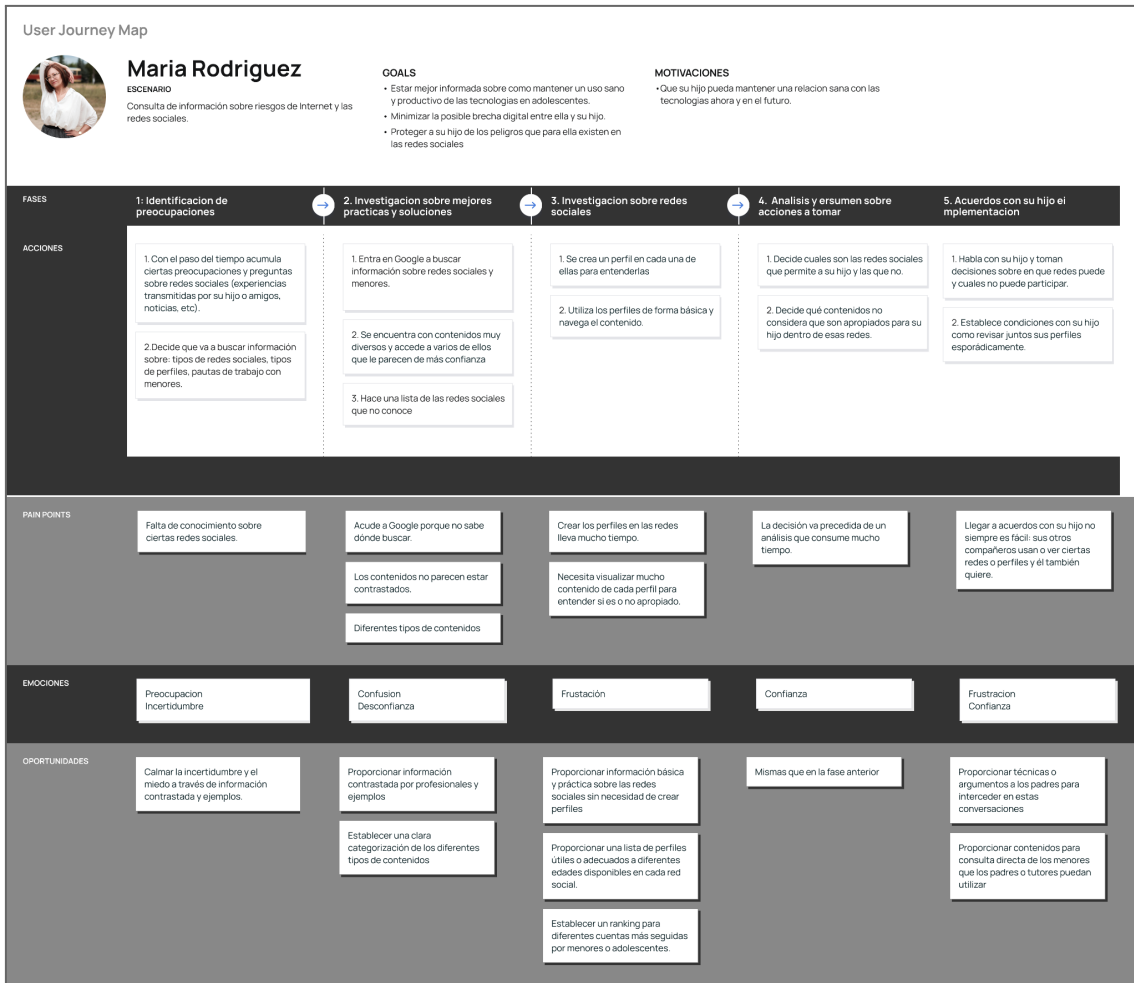 User Journey Map
Maria Rodriguez
ESCENARIO
Consulta de información sobre riesgos de Internet y las
redes sociales.
GOALS
• Estar mejor informada sobre como mantener un uso sano
y productivo de las tecnologías en adolescentes.
• Minimizar la posible brecha digital entre ella y su hijo.
• Proteger a su hijo de los peligros que para ella existen en
las redes sociales
MOTIVACIONES
•Que su hijo pueda mantener una relacion sana con las
tecnologías ahora y en el futuro.
FASES
1: Identificacion de
preocupaciones
2. Investigacion sobre mejores
practicas y soluciones
3. Investigacion sobre redes
sociales
4. Analisis y ersumen sobre
acciones a tomar
5. Acuerdos con su hijo ei
mplementacion
ACCIONES
1. Con el paso del tiempo acumula
ciertas preocupaciones y preguntas
sobre redes sociales (experiencias
transmitidas por su hijo o amigos,
noticias, etc).
2.Decide que va a buscar información
sobre: tipos de redes sociales, tipos
de perfiles, pautas de trabajo con
menores.
1. Entra en Google a buscar
información sobre redes sociales y
menores.
2. Se encuentra con contenidos muy
diversos y accede a varios de ellos
que le parecen de más confianza
3. Hace una lista de las redes sociales
que no conoce
1. Se crea un perfil en cada una de
ellas para entenderlas
2. Utiliza los perfiles de forma básica y
navega el contenido.
1. Decide cuales son las redes sociales
que permite a su hijo y las que no.
2. Decide qué contenidos no
considera que son apropiados para su
hijo dentro de esas redes.
1. Habla con su hijo y toman
decisiones sobre en que redes puede
y cuales no puede participar.
2. Establece condiciones con su hijo
como revisar juntos sus perfiles
esporádicamente.
PAIN POINTS
Falta de conocimiento sobre
ciertas redes sociales.
Acude a Google porque no sabe
dónde buscar.
Los contenidos no parecen estar
contrastados.
Diferentes tipos de contenidos
Crear los perfiles en las redes
lleva mucho tiempo.
Necesita visualizar mucho
contenido de cada perfil para
entender si es o no apropiado.
La decisión va precedida de un
análisis que consume mucho
tiempo.
Llegar a acuerdos con su hijo no
siempre es fácil: sus otros
compañeros usan o ver ciertas
redes o perfiles y él también
quiere.
EMOCIONES
Preocupacion
Incertidumbre
Confusion
Desconfianza
Frustación
Confianza
Frustracion
Confianza
OPORTUNIDADES
Calmar la incertidumbre y el
miedo a través de información
contrastada y ejemplos.
Proporcionar información
contrastada por profesionales y
ejemplos
Establecer una clara
categorización de los diferentes
tipos de contenidos
Proporcionar información básica
y práctica sobre las redes
sociales sin necesidad de crear
perfiles
Proporcionar una lista de perfiles
útiles o adecuados a diferentes
edades disponibles en cada red
social.
Establecer un ranking para
diferentes cuentas más seguidas
por menores o adolescentes.
Mismas que en la fase anterior
Proporcionar técnicas o
argumentos a los padres para
interceder en estas
conversaciones
Proporcionar contenidos para
consulta directa de los menores
que los padres o tutores puedan
utilizar